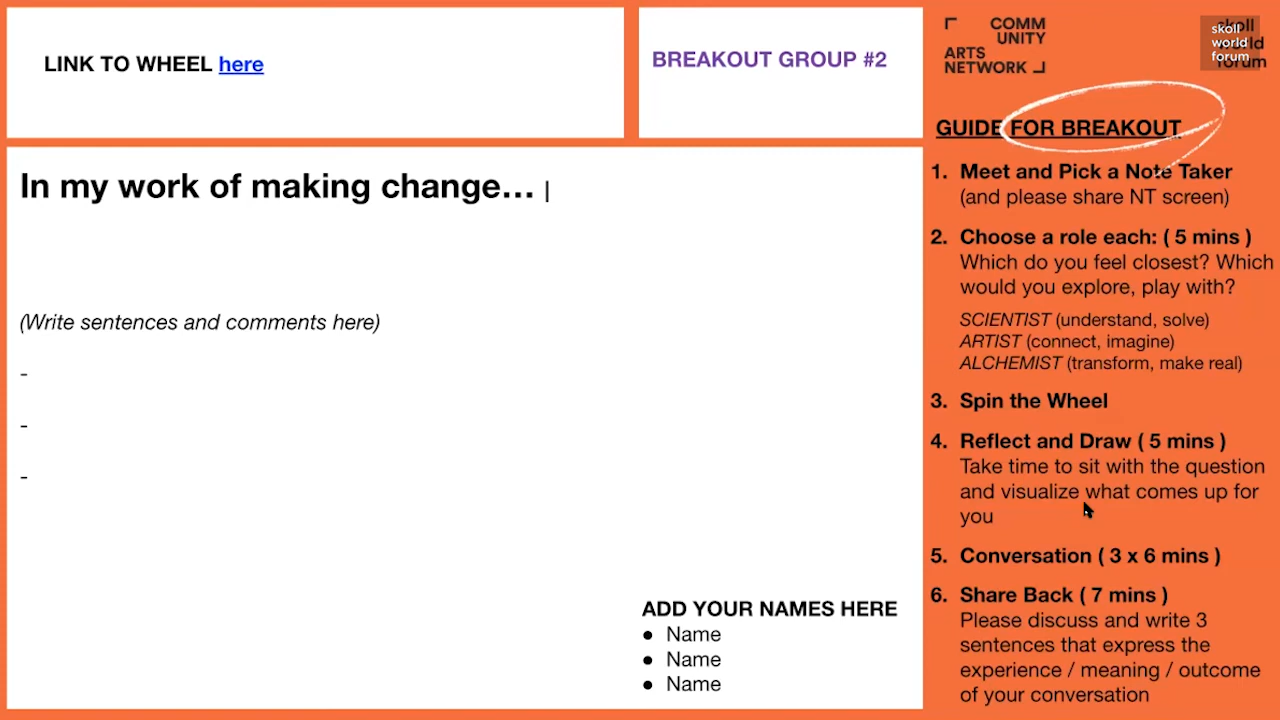 LINK TO WHEEL here
BREAKOUT GROUP #2
COMM
UNITY
ARTS
NETWORK
skoll
world
forum
GUIDE FOR BREAKOUT
In my work of making change…
(Write sentences and comments here)
-
-
-
ADD YOUR NAMES HERE
● Name
● Name
● Name
1. Meet and Pick a Note Taker
(and please share NT screen)
2. Choose a role each: ( 5 mins )
Which do you feel closest? Which
would you explore, play with?
SCIENTIST (understand, solve)
ARTIST (connect, imagine)
ALCHEMIST (transform, make real)
3. Spin the Wheel
4. Reflect and Draw ( 5 mins )
Take time to sit with the question
and visualize what comes up for
you
5. Conversation ( 3 x 6 mins )
6. Share Back ( 7 mins )
Please discuss and write 3
sentences that express the
experience / meaning / outcome
of your conversation